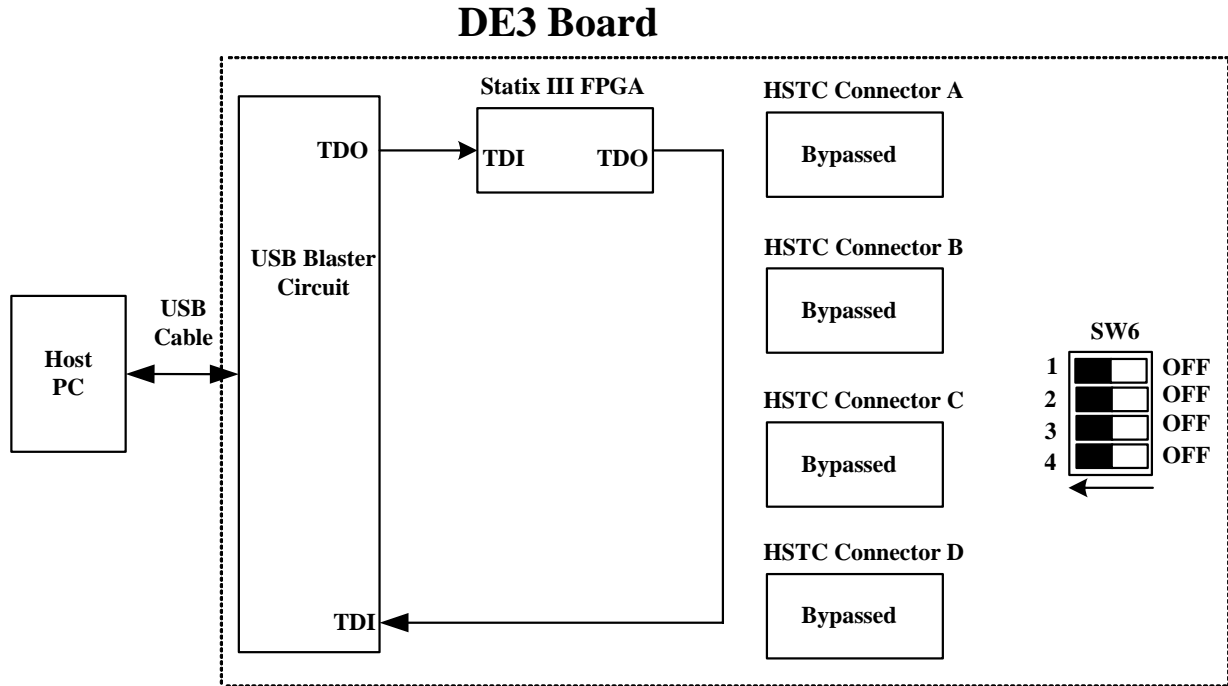 DE3 Board
Statix III FPGA
HSTC Connector A
TDO
TDI
TDO
Bypassed
USB Blaster
Circuit
HSTC Connector B
Bypassed
USB
Cable
Host
PC
SW6
1 OFF
2 OFF
3 OFF
4 OFF
HSTC Connector C
Bypassed
HSTC Connector D
TDI
Bypassed